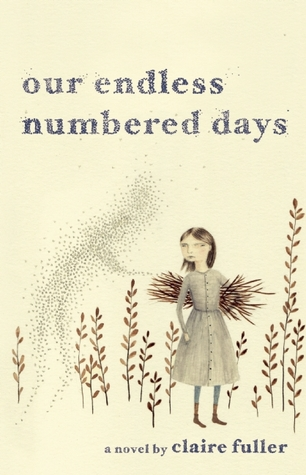 our endless
numbered days
a novel by claire fuller